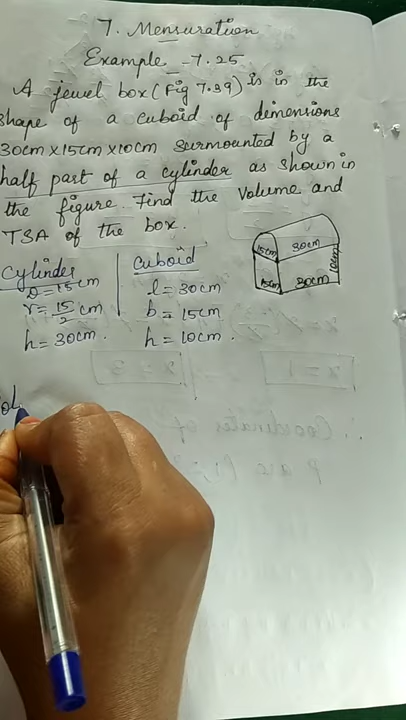 7. Mensuration
Example - 7.25
A jewel box (Fig 7.39) is in the
shape of a cuboid of dimensions
30cm x 15cm x 10cm surmounted by a
half part of a cylinder as shown in
the figure. Find the volume and
TSA of the box.
15cm 30cm
10cm
15cm 30cm
Cylinder
D = 15cm
r = 15/2 cm
h = 30cm.
Cuboid
l = 30cm
b = 15cm
h = 10cm.